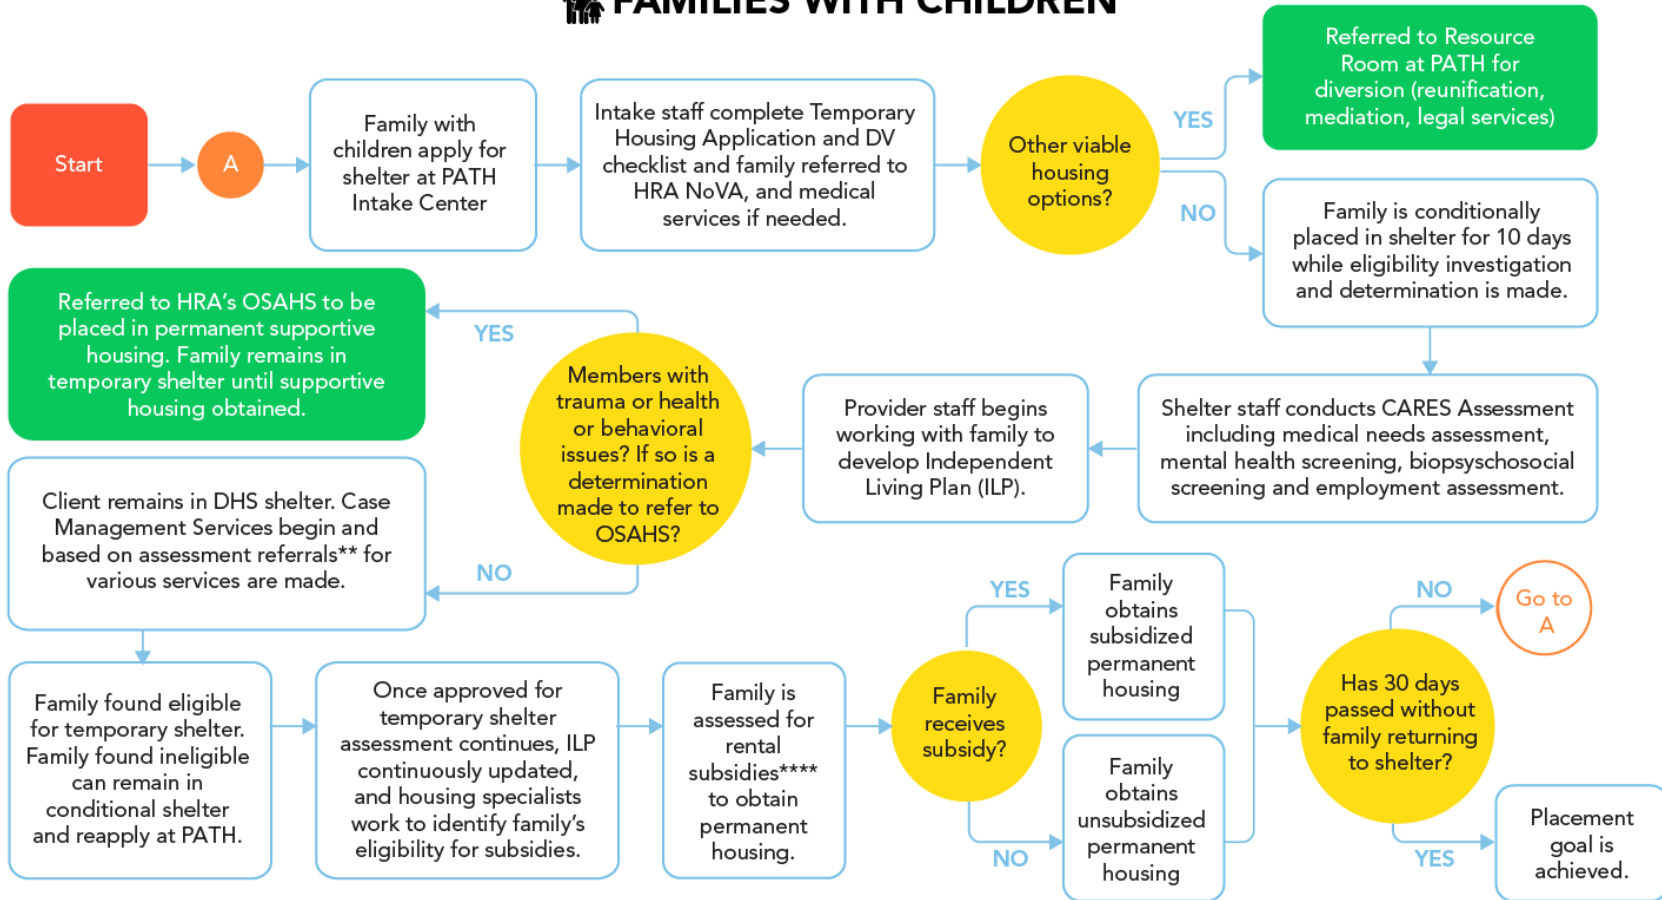 FAMILIES WITH CHILDREN
Start
A
Family with
children apply for
shelter at PATH
Intake Center
Intake staff complete Temporary
Housing Application and DV
checklist and family referred to
HRA NoVA, and medical
services if needed.
Other viable
housing
options?
YES
Referred to Resource
Room at PATH for
diversion (reunification,
mediation, legal services)
NO
Family is conditionally
placed in shelter for 10 days
while eligibility investigation
and determination is made.
Shelter staff conducts CARES Assessment
including medical needs assessment,
mental health screening, biopsyschosocial
screening and employment assessment.
Provider staff begins
working with family to
develop Independent
Living Plan (ILP).
Members with
trauma or health
or behavioral
issues? If so is a
determination
made to refer to
OSAHS?
YES
Referred to HRA's OSAHS to be
placed in permanent supportive
housing. Family remains in
temporary shelter until supportive
housing obtained.
NO
Client remains in DHS shelter. Case
Management Services begin and
based on assessment referrals** for
various services are made.
Family found eligible
for temporary shelter.
Family found ineligible
can remain in
conditional shelter
and reapply at PATH.
Once approved for
temporary shelter
assessment continues, ILP
continuously updated,
and housing specialists
work to identify family's
eligibility for subsidies.
Family is
assessed for
rental
subsidies****
to obtain
permanent
housing.
Family
receives
subsidy?
YES
Family
obtains
subsidized
permanent
housing
NO
Family
obtains
unsubsidized
permanent
housing
Has 30 days
passed without
family returning
to shelter?
NO
Go to
A
YES
Placement
goal is
achieved.